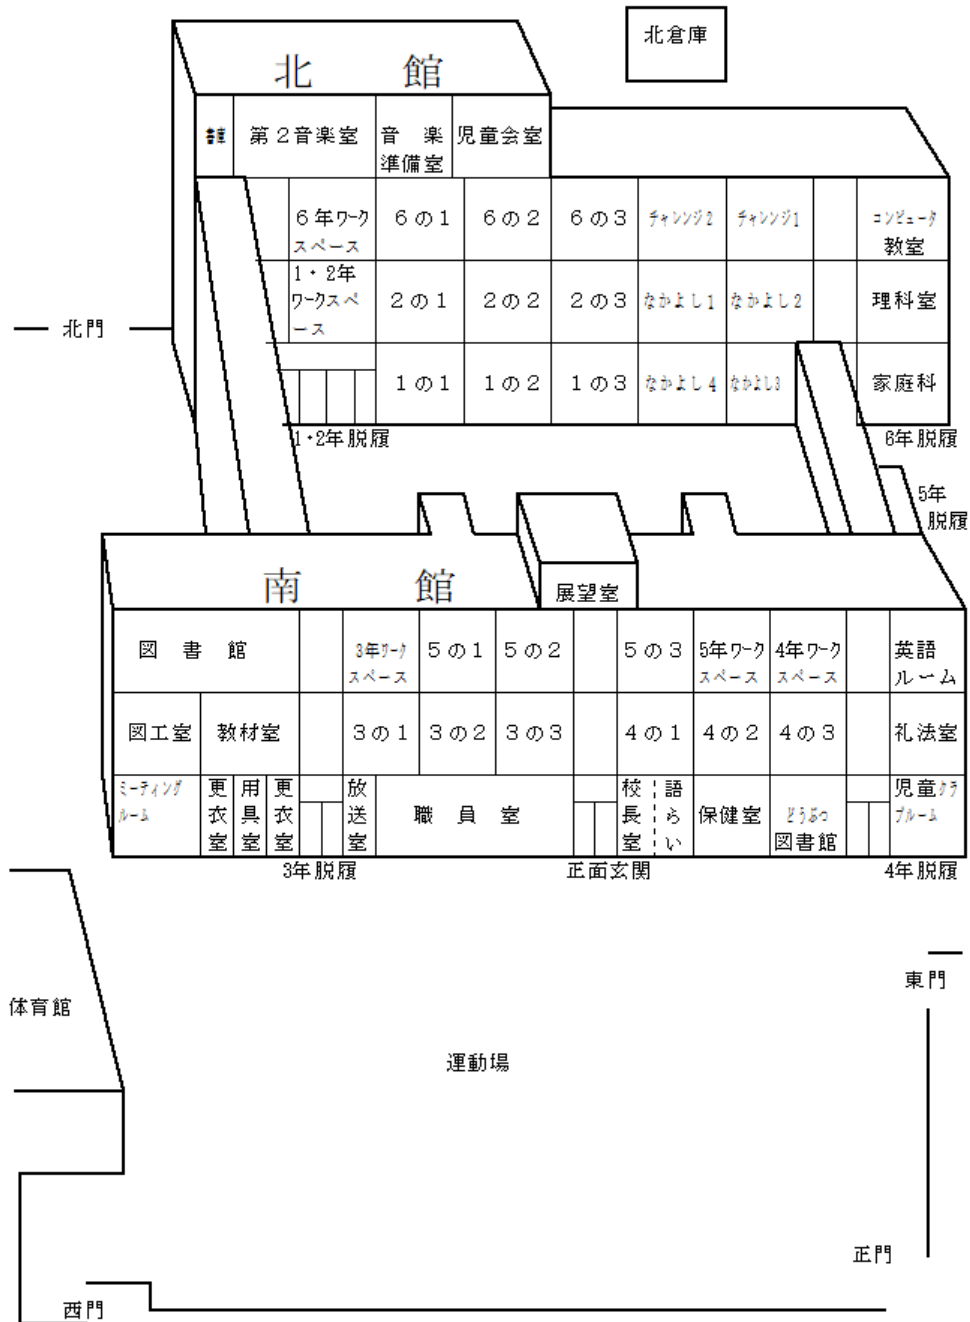 北倉庫
北 館
書庫
第2音楽室
音 楽
準備室
児童会室
6年ワーク
スペース
6の1
6の2
6の3
チャレンジ2
チャレンジ1
コンピュータ
教室
1・2年
ワークスペ
ース
2の1
2の2
2の3
なかよし1
なかよし2
理科室
北門
1の1
1の2
1の3
なかよし4
なかよし3
家庭科
1・2年脱履
6年脱履
5年
脱履
南 館
展望室
図 書 館
3年ワーク
スペース
5の1
5の2
5の3
5年ワーク
スペース
4年ワーク
スペース
英語
ルーム
図工室
教材室
3の1
3の2
3の3
4の1
4の2
4の3
礼法室
ミーティング
ルーム
更衣室
用具室
更衣室
放送室
職 員 室
校長室
語らい
保健室
どうぶつ
図書館
児童クラ
ブルーム
3年脱履
正面玄関
4年脱履
東門
体育館
運動場
正門
西門